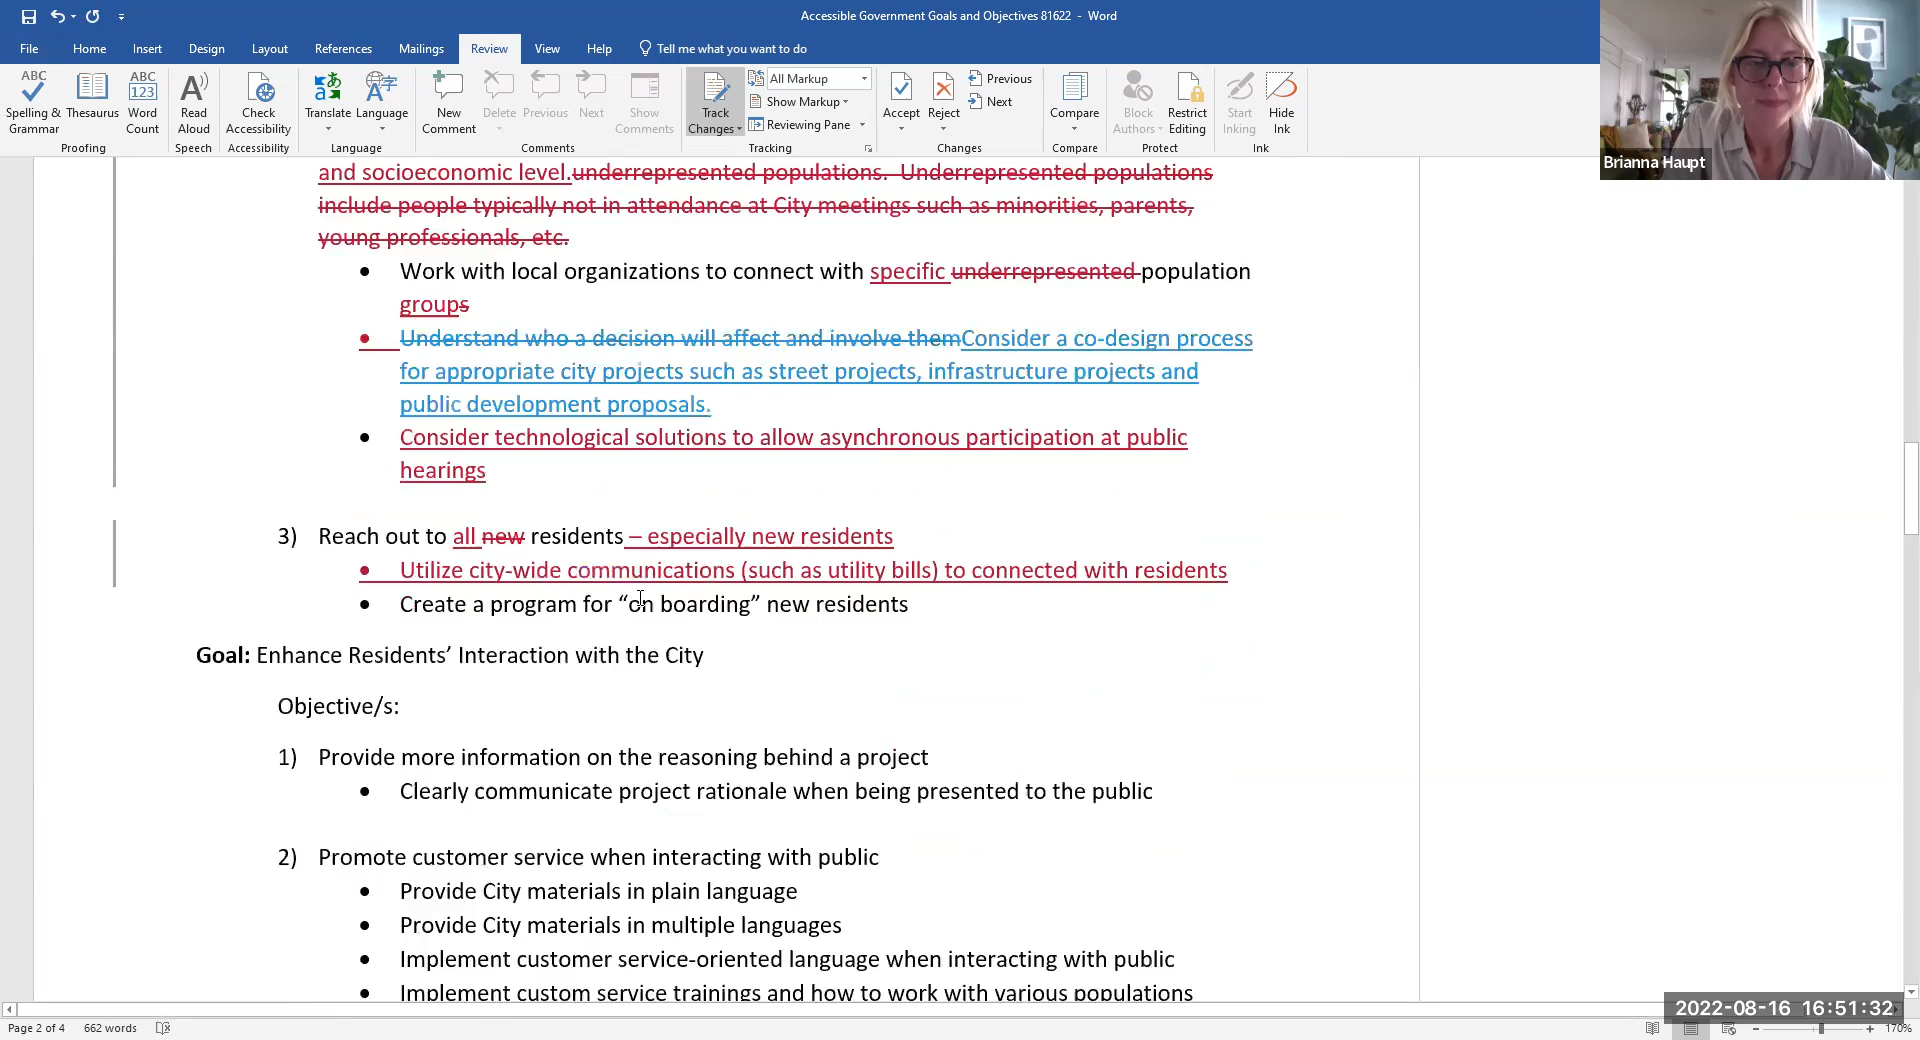 Accessible Government Goals and Objectives 81622 - Word
File Home Insert Design Layout References Mailings Review View Help Tell me what you want to do
Spelling & Grammar
Thesaurus
Word Count
Proofing
Read Aloud
Speech
Check Accessibility
Accessibility
Translate
Language
Language
New Comment
Delete
Previous
Next
Show Comments
Comments
Track Changes
All Markup
Show Markup
Reviewing Pane
Tracking
Accept
Reject
Previous
Next
Changes
Compare
Compare
Block Authors
Restrict Editing
Protect
Start Inking
Hide Ink
Ink
Brianna Haupt
and socioeconomic level.underrepresented populations.  Underrepresented populations
include people typically not in attendance at City meetings such as minorities, parents,
young professionals, etc.
• Work with local organizations to connect with specific underrepresented population
groups
• Understand who a decision will affect and involve themConsider a co-design process
for appropriate city projects such as street projects, infrastructure projects and
public development proposals.
• Consider technological solutions to allow asynchronous participation at public
hearings
3) Reach out to all new residents – especially new residents
• Utilize city-wide communications (such as utility bills) to connected with residents
• Create a program for “on boarding” new residents
Goal: Enhance Residents’ Interaction with the City
Objective/s:
1) Provide more information on the reasoning behind a project
• Clearly communicate project rationale when being presented to the public
2) Promote customer service when interacting with public
• Provide City materials in plain language
• Provide City materials in multiple languages
• Implement customer service-oriented language when interacting with public
• Implement custom service trainings and how to work with various populations
2022-08-16 16:51:32
Page 2 of 4 662 words
170%